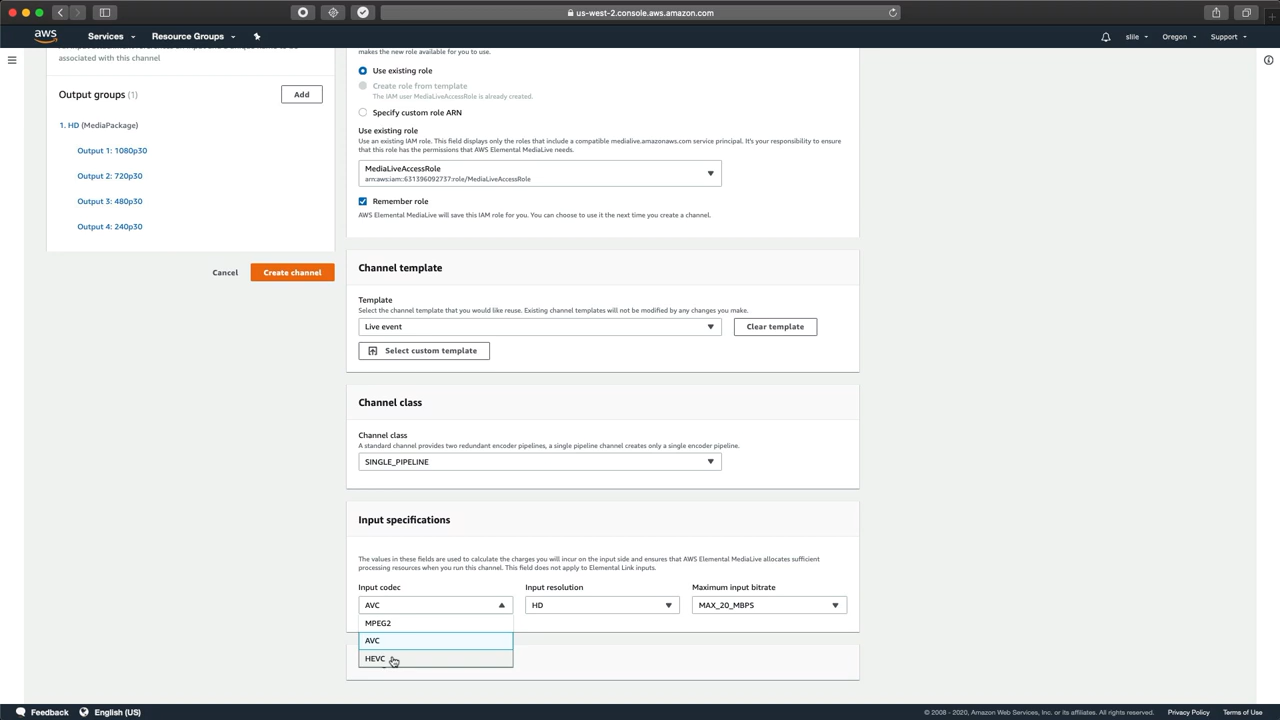 us-west-2.console.aws.amazon.com
aws
Services
Resource Groups
sllie
Oregon
Support
associated with this channel
Output groups (1)
Add
1. HD (MediaPackage)
Output 1: 1080p30
Output 2: 720p30
Output 3: 480p30
Output 4: 240p30
Cancel
Create channel
makes the new role available for you to use.
Use existing role
Create role from template
The IAM user MediaLiveAccessRole is already created.
Specify custom role ARN
Use existing role
Use an existing IAM role. This field displays only the roles that include a compatible medialive.amazonaws.com service principal. It's your responsibility to ensure
that this role has the permissions that AWS Elemental MediaLive needs.
MediaLiveAccessRole
arn:aws:iam::631396092737:role/MediaLiveAccessRole
Remember role
AWS Elemental MediaLive will save this IAM role for you. You can choose to use it the next time you create a channel.
Channel template
Template
Select the channel template that you would like reuse. Existing channel templates will not be modified by any changes you make.
Live event
Clear template
Select custom template
Channel class
Channel class
A standard channel provides two redundant encoder pipelines, a single pipeline channel creates only a single encoder pipeline.
SINGLE_PIPELINE
Input specifications
The values in these fields are used to calculate the charges you will incur on the input side and ensures that AWS Elemental MediaLive allocates sufficient
processing resources when you run this channel. This field does not apply to Elemental Link inputs.
Input codec
Input resolution
Maximum input bitrate
AVC
HD
MAX_20_MBPS
MPEG2
AVC
HEVC
Feedback
English (US)
© 2008 - 2020, Amazon Web Services, Inc. or its affiliates. All rights reserved.
Privacy Policy
Terms of Use